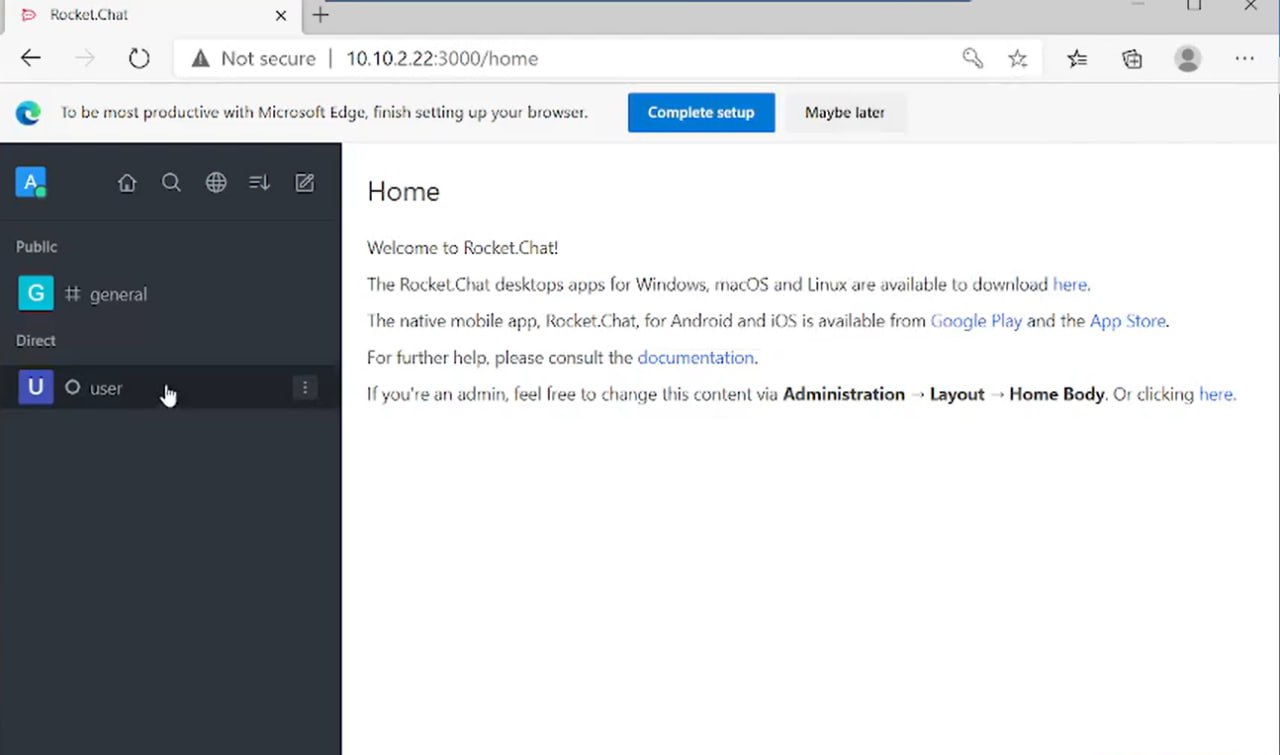 Rocket.Chat
Not secure | 10.10.2.22:3000/home
To be most productive with Microsoft Edge, finish setting up your browser. Complete setup Maybe later
A
Home
Welcome to Rocket.Chat!
The Rocket.Chat desktops apps for Windows, macOS and Linux are available to download here.
The native mobile app, Rocket.Chat, for Android and iOS is available from Google Play and the App Store.
For further help, please consult the documentation.
If you're an admin, feel free to change this content via Administration → Layout → Home Body. Or clicking here.
Public
G # general
Direct
U user